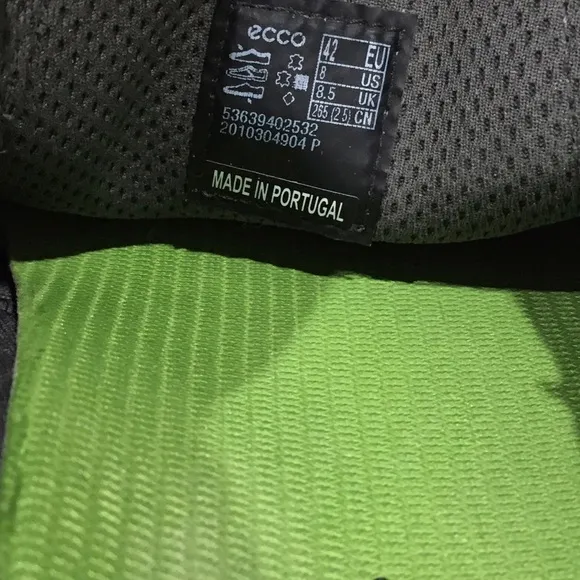 ecco
42 EU
8 US
8.5 UK
265 (2.5) CN
53639402532
2010304904 P
MADE IN PORTUGAL